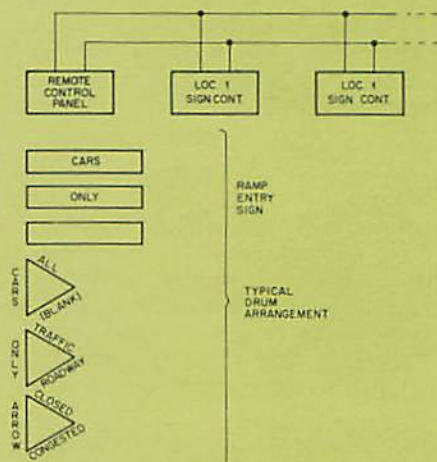 REMOTE
CONTROL
PANEL
LOC. 1
SIGN CONT.
LOC. 1
SIGN CONT.
CARS
ONLY
RAMP
ENTRY
SIGN
CARS
ALL
(BLANK)
TYPICAL
DRUM
ARRANGEMENT
ONLY
TRAFFIC
ROADWAY
ARROW
CLOSED
CONGESTED